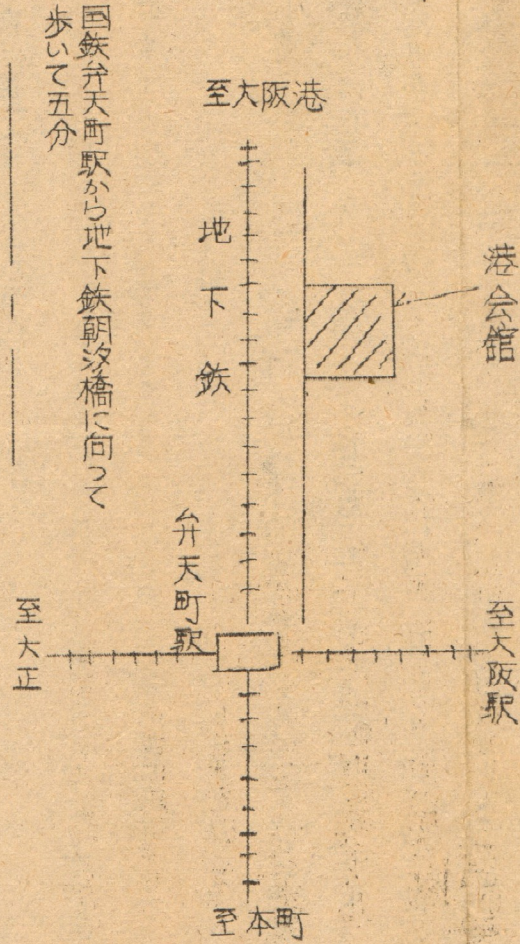 至大阪港
港会館
地下鉄
弁天町駅
至大阪駅
至大正
至本町
国鉄弁天町駅から地下鉄朝汐橋に向って
歩いて五分